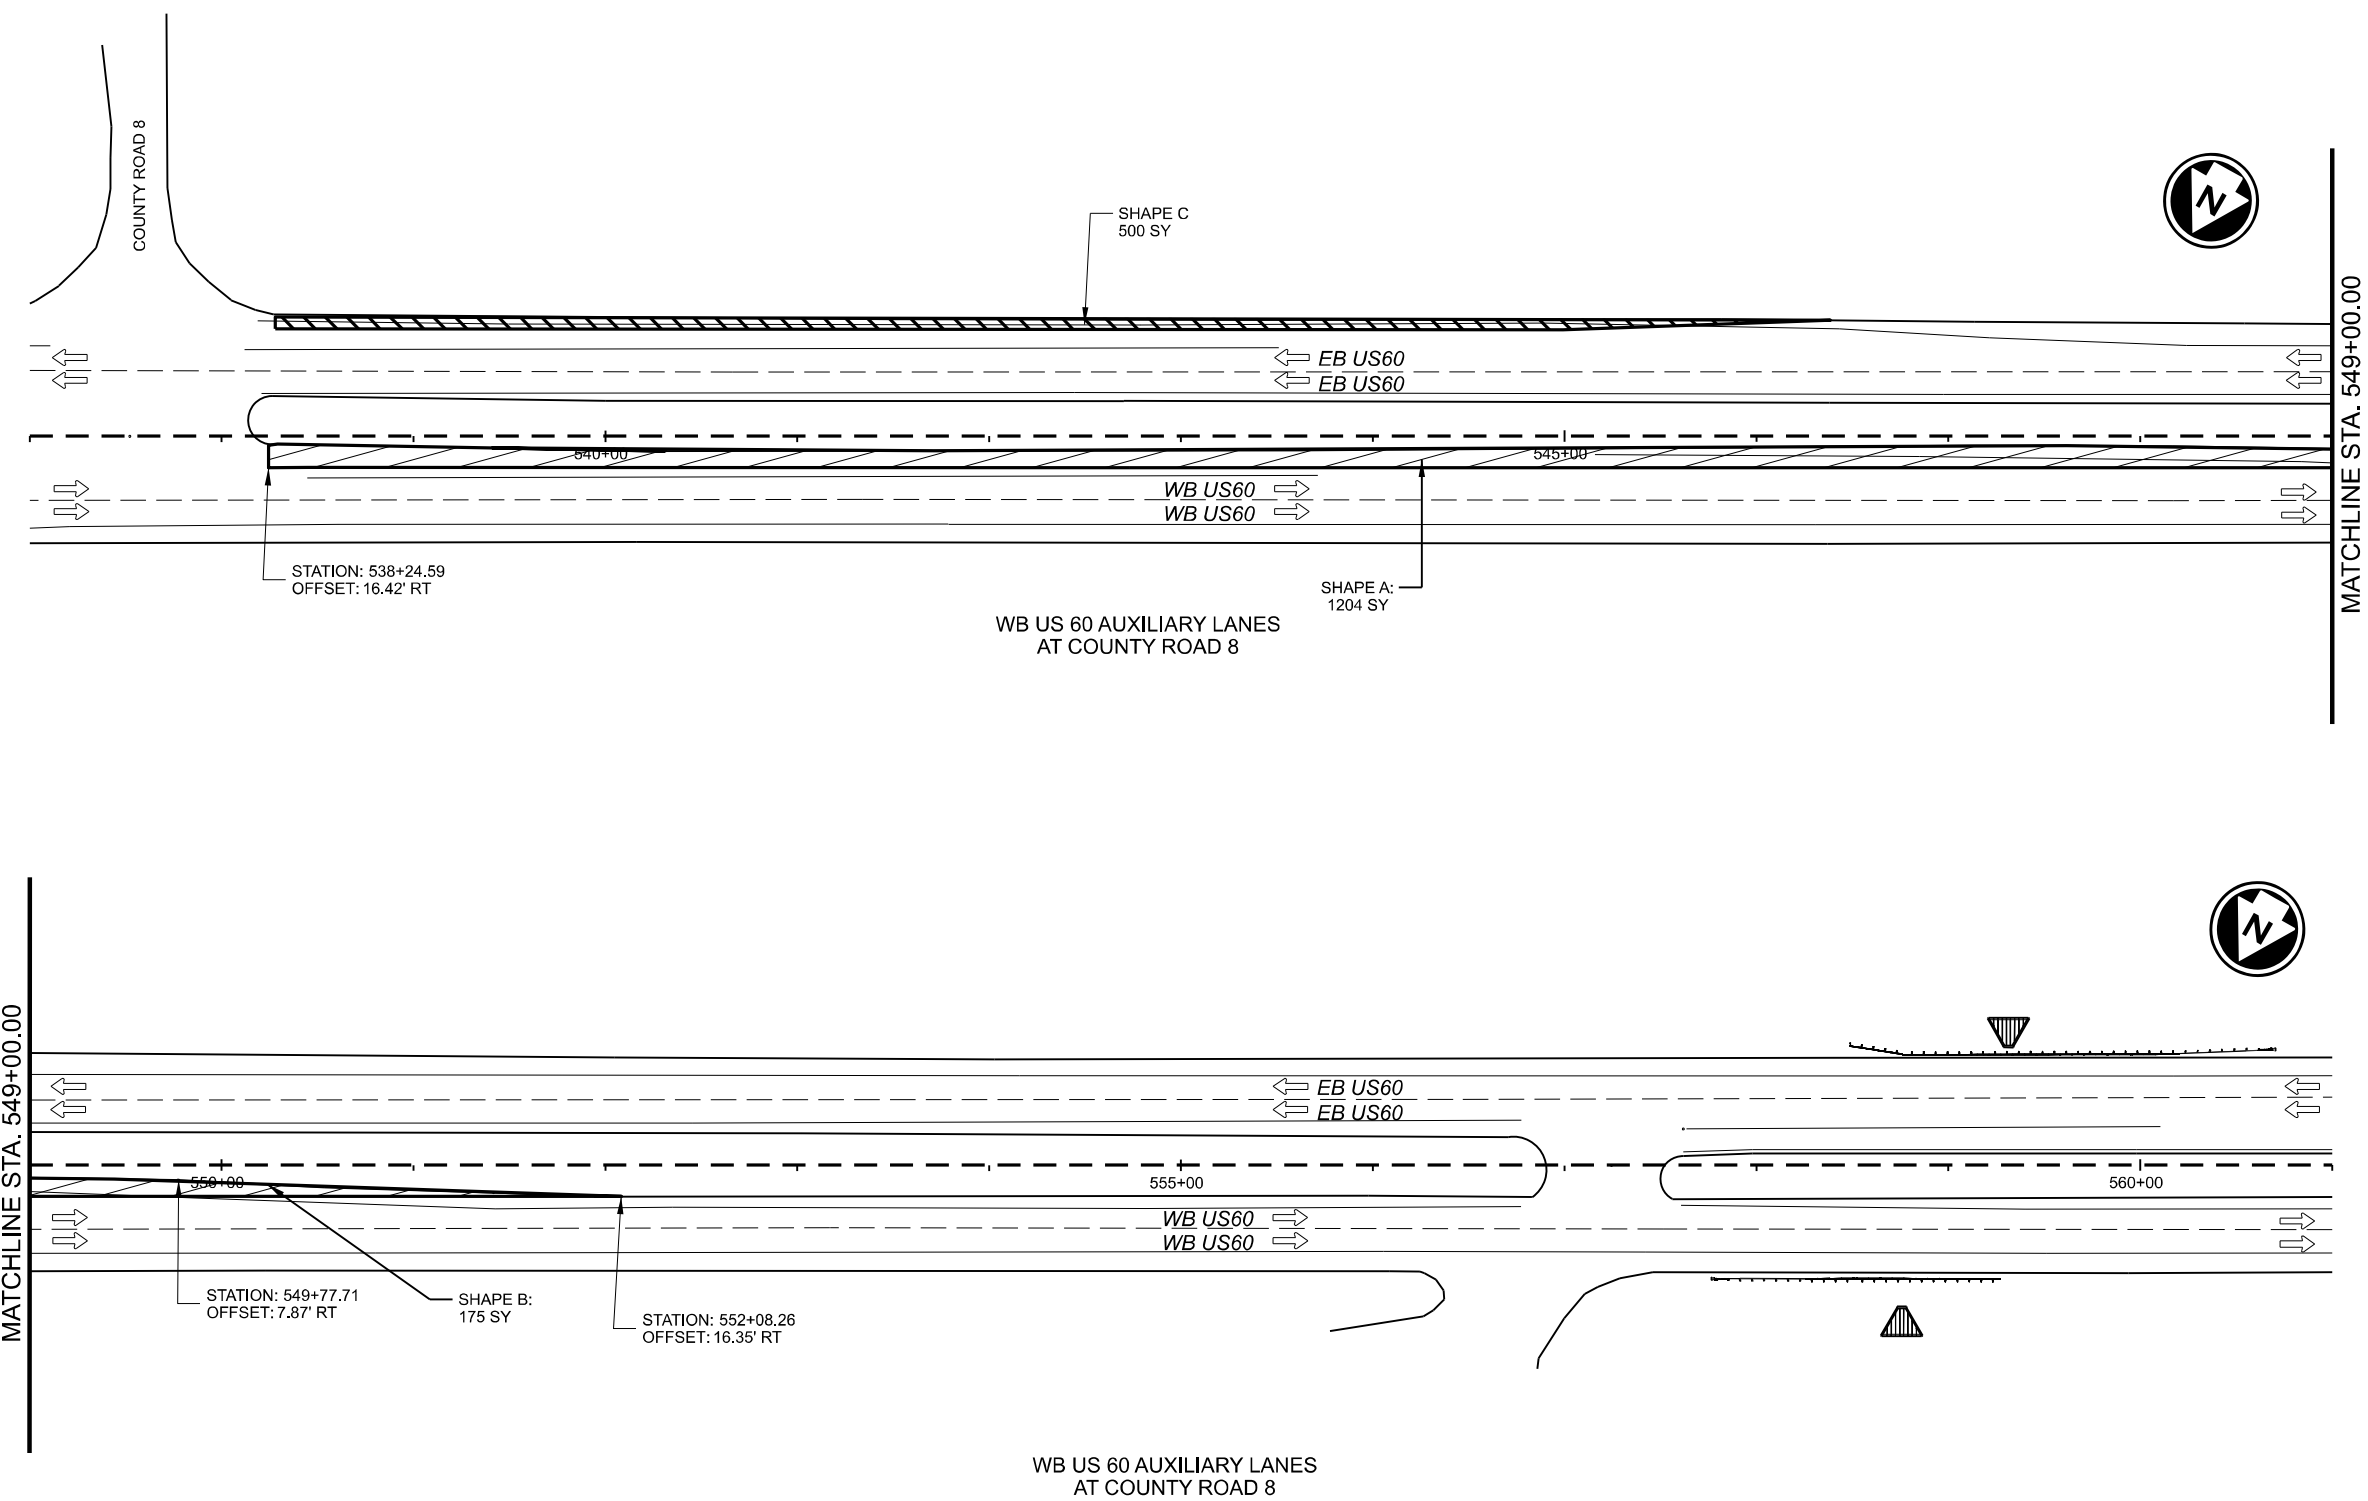 COUNTY ROAD 8
SHAPE C
500 SY
N
MATCHLINE STA. 549+00.00
EB US60
EB US60
540+00
545+00
WB US60
WB US60
STATION: 538+24.59
OFFSET: 16.42' RT
SHAPE A:
1204 SY
WB US 60 AUXILIARY LANES
AT COUNTY ROAD 8
N
MATCHLINE STA. 549+00.00
EB US60
EB US60
550+00
555+00
560+00
WB US60
WB US60
STATION: 549+77.71
OFFSET: 7.87' RT
SHAPE B:
175 SY
STATION: 552+08.26
OFFSET: 16.35' RT
WB US 60 AUXILIARY LANES
AT COUNTY ROAD 8